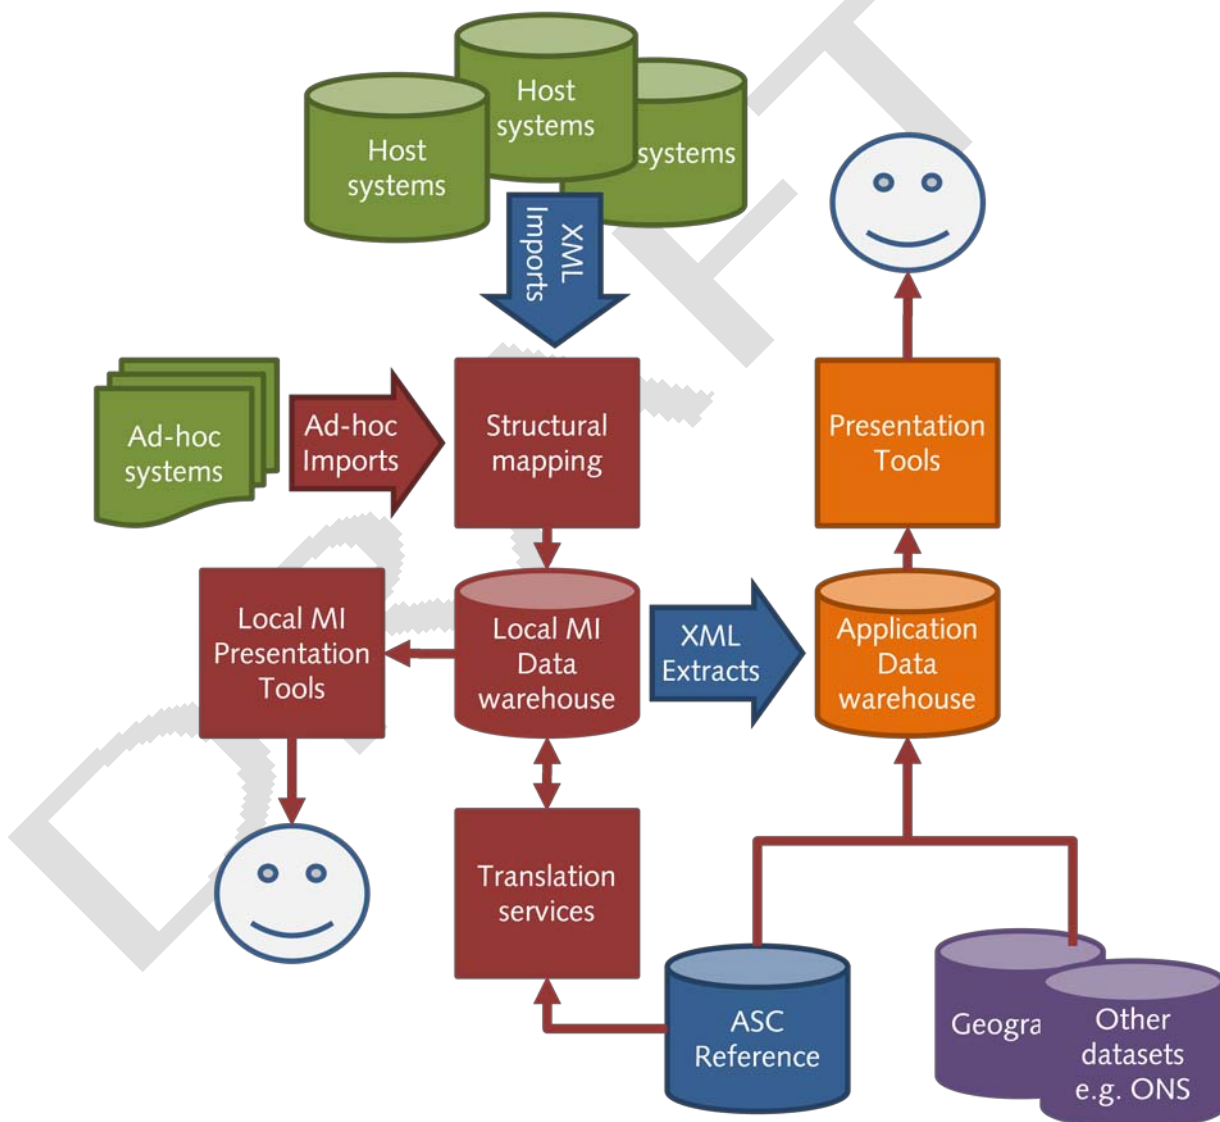 Host
systems
Host
systems
systems
XML
Imports
Ad-hoc
systems
Ad-hoc
Imports
Structural
mapping
Presentation
Tools
Local MI
Presentation
Tools
Local MI
Data
warehouse
XML
Extracts
Application
Data
warehouse
Translation
services
ASC
Reference
Geogra
Other
datasets
e.g. ONS
DRAFT